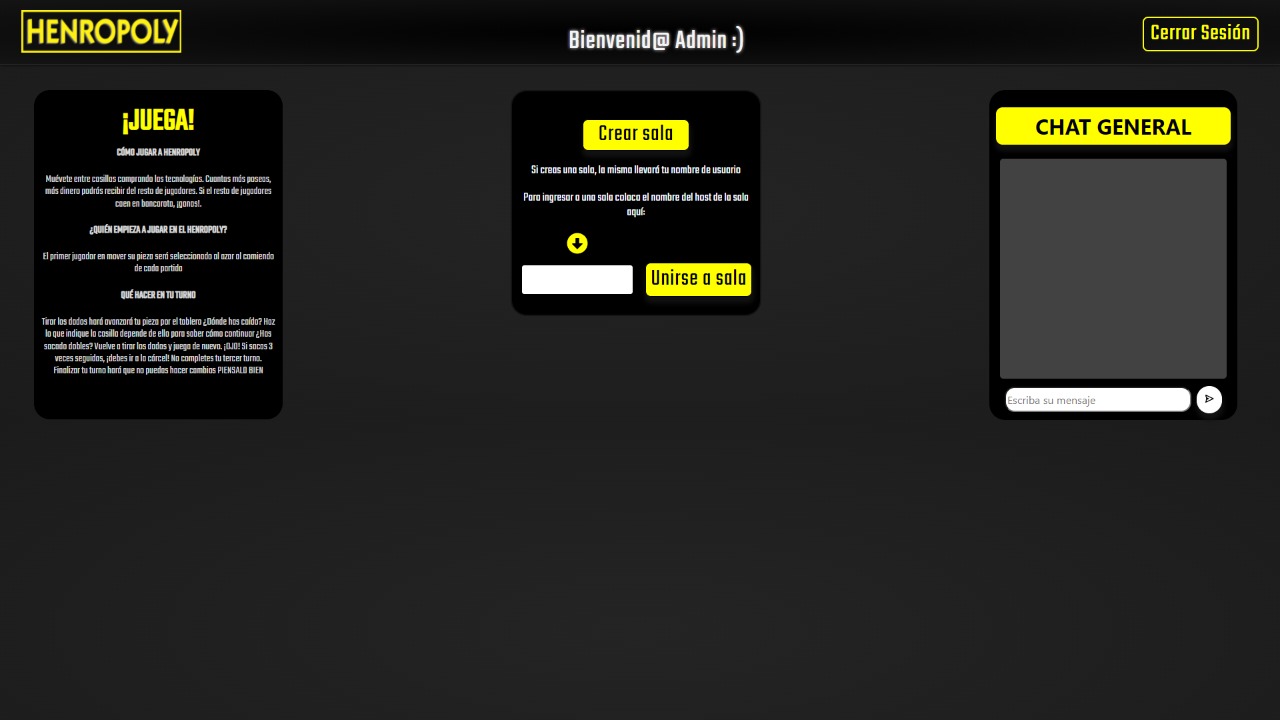 HENROPOLY
Bienvenid@ Admin :)
Cerrar Sesión
¡JUEGA!
CÓMO JUGAR A HENROPOLY
Muévete entre casillas comprando las tecnologías. Cuantas más poseas,
más dinero podrás recibir del resto de jugadores. Si el resto de jugadores
caen en bancarota, ¡ganas!.
¿QUIÉN EMPIEZA A JUGAR EN EL HENROPOLY?
El primer jugador en mover su pieza será seleccionado al azar al comienda
de cada partida
QUÉ HACER EN TU TURNO
Tirar los dados hará avanzará tu pieza por el tablero ¿Dónde has caído? Haz
lo que indique la casilla depende de ello para saber cómo continuar ¿Has
sacado dobles? Vuelve a tirar los dados y juega de nuevo. ¡OJO! Si sacas 3
veces seguidas, ¡debes ir a la cárcel! No completes tu tercer turno.
Finalizar tu turno hará que no puedas hacer cambios PIENSALO BIEN
Crear sala
Si creas una sala, la misma llevará tu nombre de usuario
Para ingresar a una sala coloca el nombre del host de la sala
aquí:
Unirse a sala
CHAT GENERAL
Escriba su mensaje